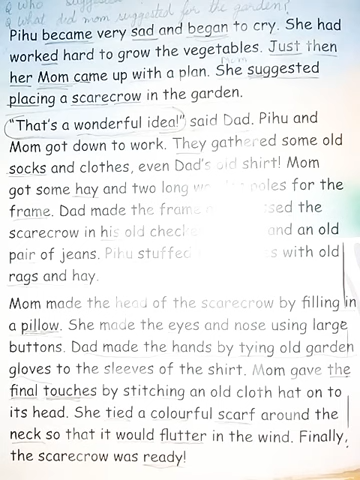 Q what did mom suggested for the garden?
Pihu became very sad and began to cry. She had
worked hard to grow the vegetables. Just then
her Mom came up with a plan. She suggested
placing a scarecrow in the garden.
"That's a wonderful idea!" said Dad. Pihu and
Mom got down to work. They gathered some old
socks and clothes, even Dad's old shirt! Mom
got some hay and two long poles for the
frame. Dad made the frame the
scarecrow in his old and an old
pair of jeans. Pihu stuffed with old
rags and hay.
Mom made the head of the scarecrow by filling in
a pillow. She made the eyes and nose using large
buttons. Dad made the hands by tying old garden
gloves to the sleeves of the shirt. Mom gave the
final touches by stitching an old cloth hat on to
its head. She tied a colourful scarf around the
neck so that it would flutter in the wind. Finally,
the scarecrow was ready!